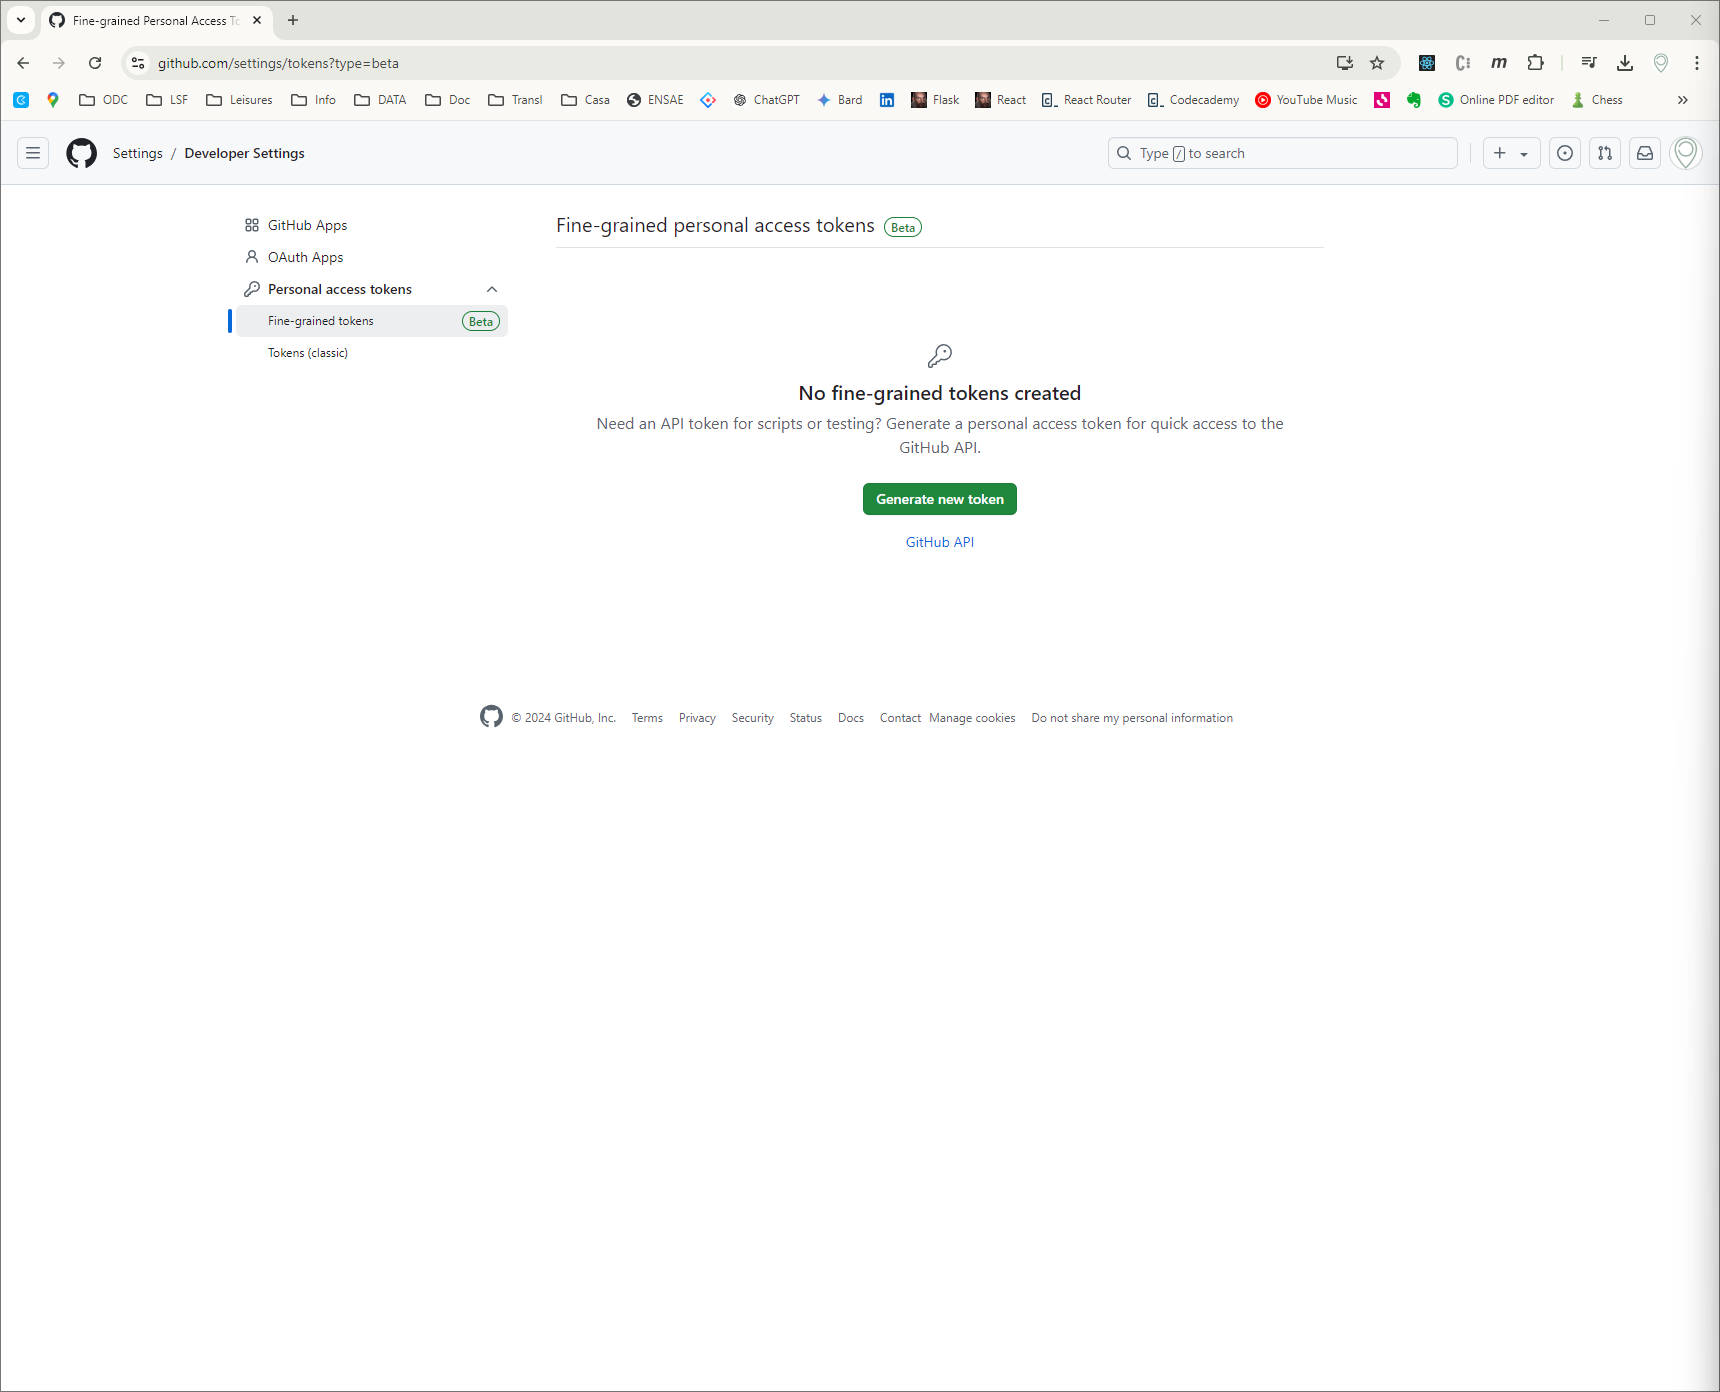 Fine-grained Personal Access To
github.com/settings/tokens?type=beta
ODC LSF Leisures Info DATA Doc Transl Casa ENSAE ChatGPT Bard Flask React React Router Codecademy YouTube Music Online PDF editor Chess
Settings / Developer Settings
Type / to search
GitHub Apps
OAuth Apps
Personal access tokens
Fine-grained tokens Beta
Tokens (classic)
Fine-grained personal access tokens Beta
No fine-grained tokens created
Need an API token for scripts or testing? Generate a personal access token for quick access to the
GitHub API.
Generate new token
GitHub API
© 2024 GitHub, Inc. Terms Privacy Security Status Docs Contact Manage cookies Do not share my personal information